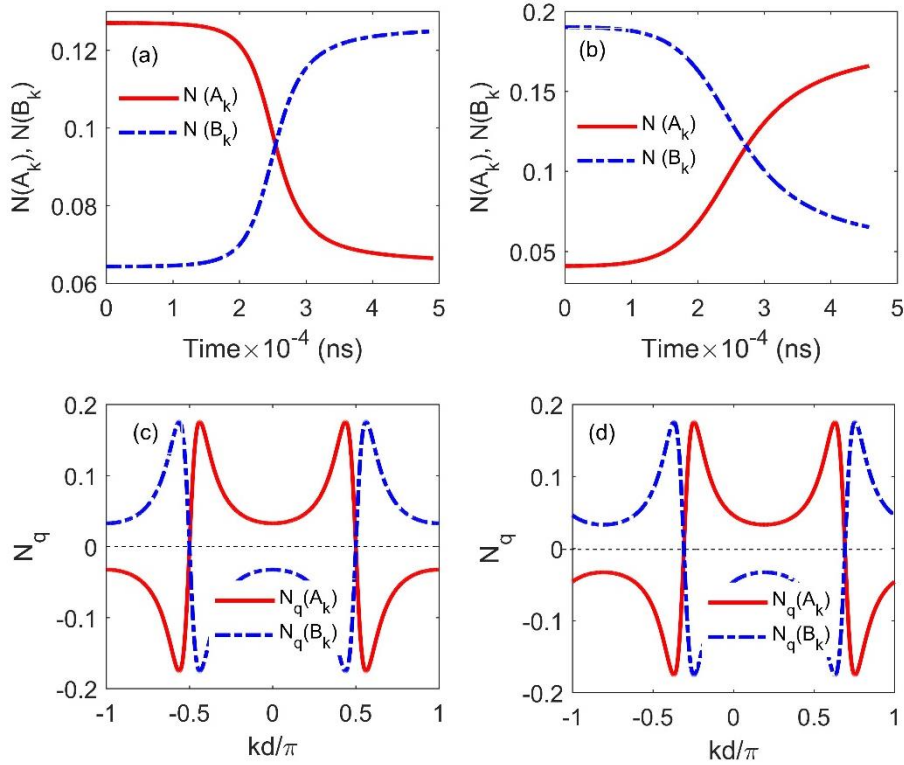 (a)
N (A_k)
N (B_k)
N(A_k), N(B_k)
0.12
0.1
0.08
0.06
0 1 2 3 4 5
Time×10^-4 (ns)
(b)
N (A_k)
N (B_k)
N(A_k), N(B_k)
0.2
0.15
0.1
0.05
0 1 2 3 4 5
Time×10^-4 (ns)
(c)
N_q(A_k)
N_q(B_k)
N_q
0.2
0.1
0
-0.1
-0.2
-1 -0.5 0 0.5 1
kd/π
(d)
N_q(A_k)
N_q(B_k)
N_q
0.2
0.1
0
-0.1
-0.2
-1 -0.5 0 0.5 1
kd/π